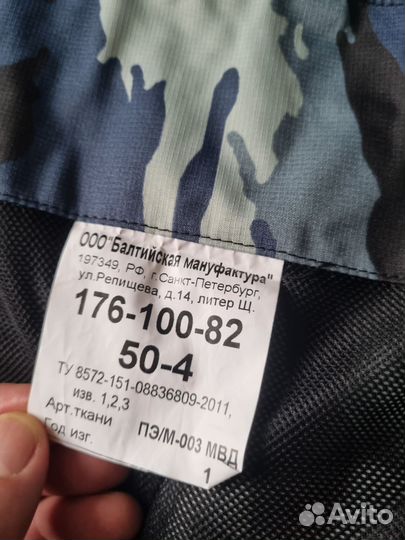 ООО"Балтийская мануфактура"
197349, РФ, г.Санкт-Петербург,
ул.Репищева, д.14, литер Щ.
176-100-82
50-4
ТУ 8572-151-08836809-2011,
изв. 1,2,3
Арт.ткани ПЭ/М-003 МВД
Год изг. 1
Avito